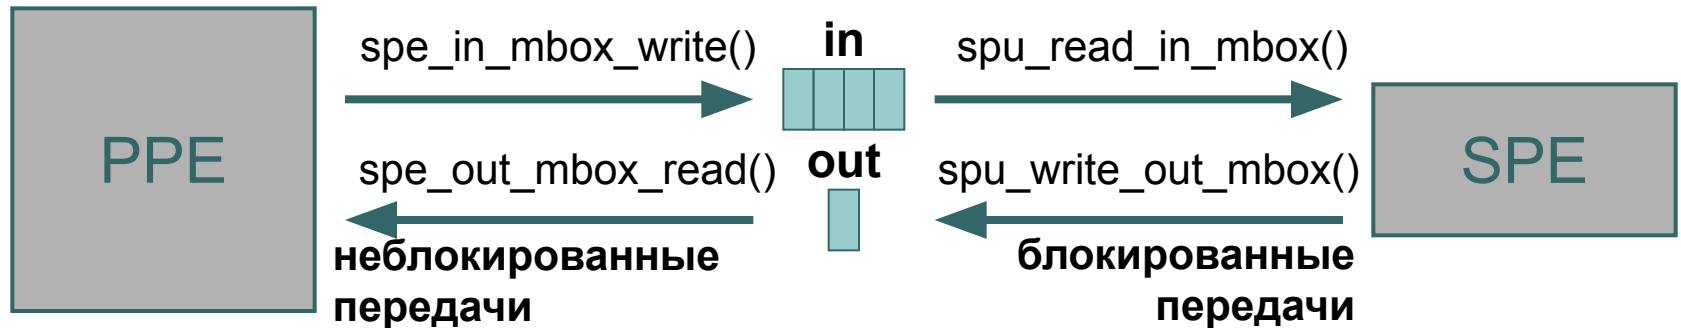 PPE
spe_in_mbox_write()
in
spu_read_in_mbox()
spe_out_mbox_read()
out
spu_write_out_mbox()
SPE
неблокированные
передачи
блокированные
передачи